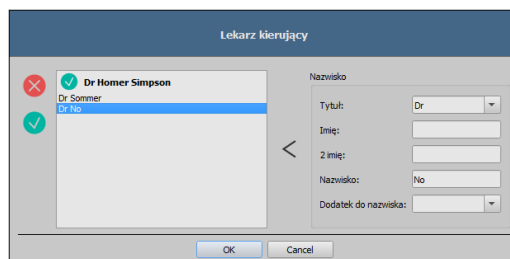 Lekarz kierujący
Dr Homer Simpson
Dr Sommer
Dr No
<
Nazwisko
Tytuł: Dr
Imię:
2 imię:
Nazwisko: No
Dodatek do nazwiska:
OK Cancel